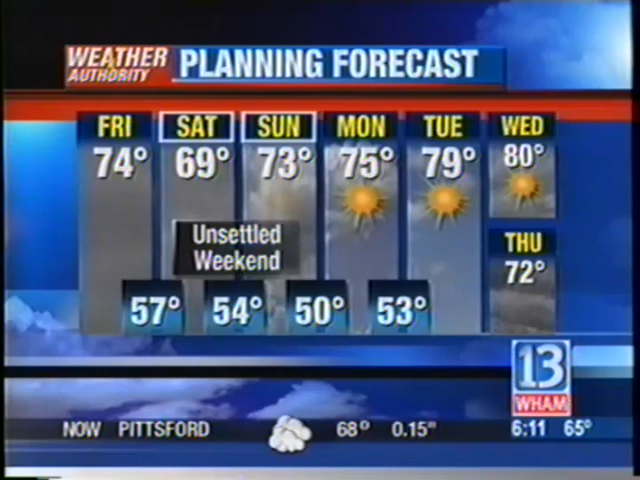 WEATHER
AUTHORITY
PLANNING FORECAST
FRI SAT SUN MON TUE WED
74° 69° 73° 75° 79° 80°
Unsettled
Weekend
THU
72°
57° 54° 50° 53°
13
WHAM
NOW PITTSFORD 68° 0.15" 6:11 65°